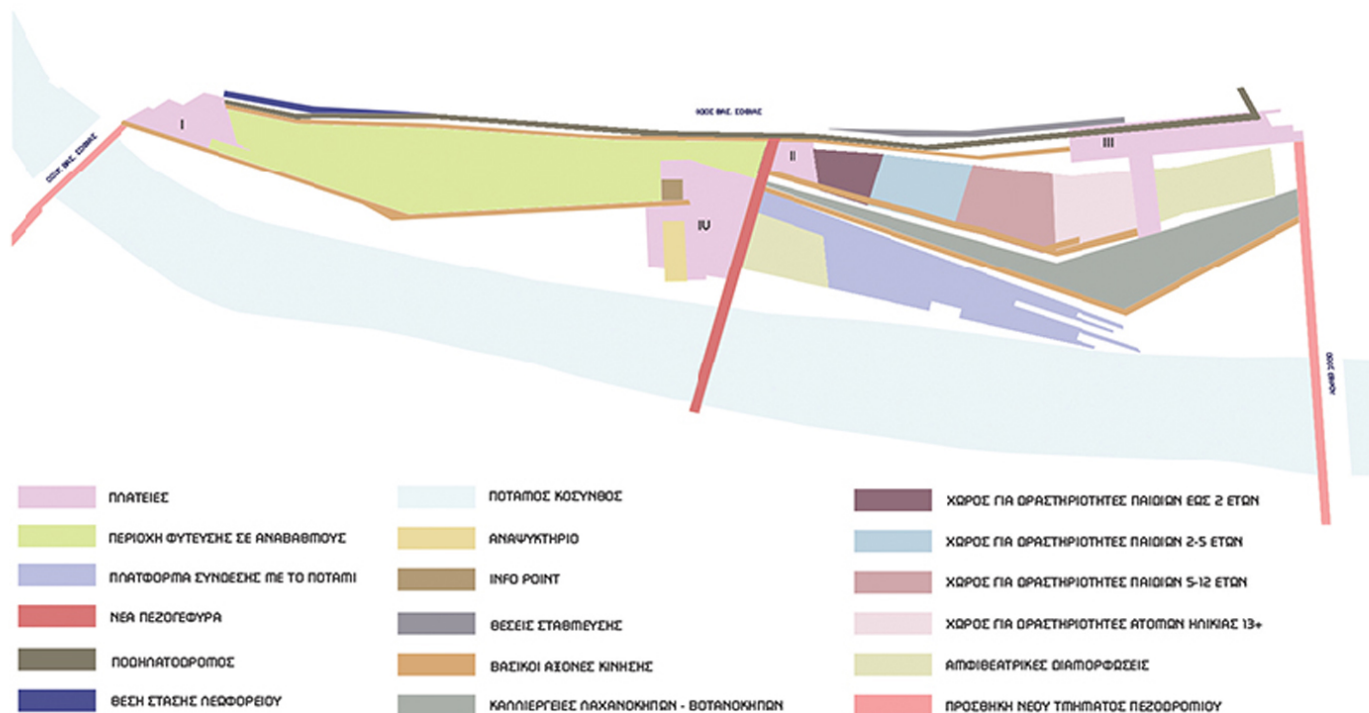 I
II
III
IV
ΒΑΣ. ΣΟΦΙΑΣ
ΠΛΑΤΕΙΕΣ
ΠΕΡΙΟΧΗ ΦΥΤΕΥΣΗΣ ΣΕ ΑΝΑΒΑΘΜΟΥΣ
ΠΛΑΤΦΟΡΜΑ ΣΥΝΔΕΣΗΣ ΜΕ ΤΟ ΠΟΤΑΜΙ
ΝΕΑ ΠΕΖΟΓΕΦΥΡΑ
ΠΟΔΗΛΑΤΟΔΡΟΜΟΣ
ΘΕΣΗ ΣΤΑΣΗΣ ΛΕΩΦΟΡΕΙΟΥ
ΠΟΤΑΜΟΣ ΚΟΣΥΝΘΟΣ
ΑΝΑΨΥΚΤΗΡΙΟ
INFO POINT
ΘΕΣΕΙΣ ΣΤΑΘΜΕΥΣΗΣ
ΒΑΣΙΚΟΙ ΑΞΟΝΕΣ ΚΙΝΗΣΗΣ
ΚΑΛΛΙΕΡΓΕΙΕΣ ΛΑΧΑΝΟΚΗΠΩΝ - ΒΟΤΑΝΟΚΗΠΩΝ
ΧΩΡΟΣ ΓΙΑ ΔΡΑΣΤΗΡΙΟΤΗΤΕΣ ΠΑΙΔΙΩΝ ΕΩΣ 2 ΕΤΩΝ
ΧΩΡΟΣ ΓΙΑ ΔΡΑΣΤΗΡΙΟΤΗΤΕΣ ΠΑΙΔΙΩΝ 2-5 ΕΤΩΝ
ΧΩΡΟΣ ΓΙΑ ΔΡΑΣΤΗΡΙΟΤΗΤΕΣ ΠΑΙΔΙΩΝ 5-12 ΕΤΩΝ
ΧΩΡΟΣ ΓΙΑ ΔΡΑΣΤΗΡΙΟΤΗΤΕΣ ΑΤΟΜΩΝ ΗΛΙΚΙΑΣ 13+
ΑΜΦΙΘΕΑΤΡΙΚΕΣ ΔΙΑΜΟΡΦΩΣΕΙΣ
ΠΡΟΣΘΗΚΗ ΝΕΟΥ ΤΜΗΜΑΤΟΣ ΠΕΖΟΔΡΟΜΙΟΥ